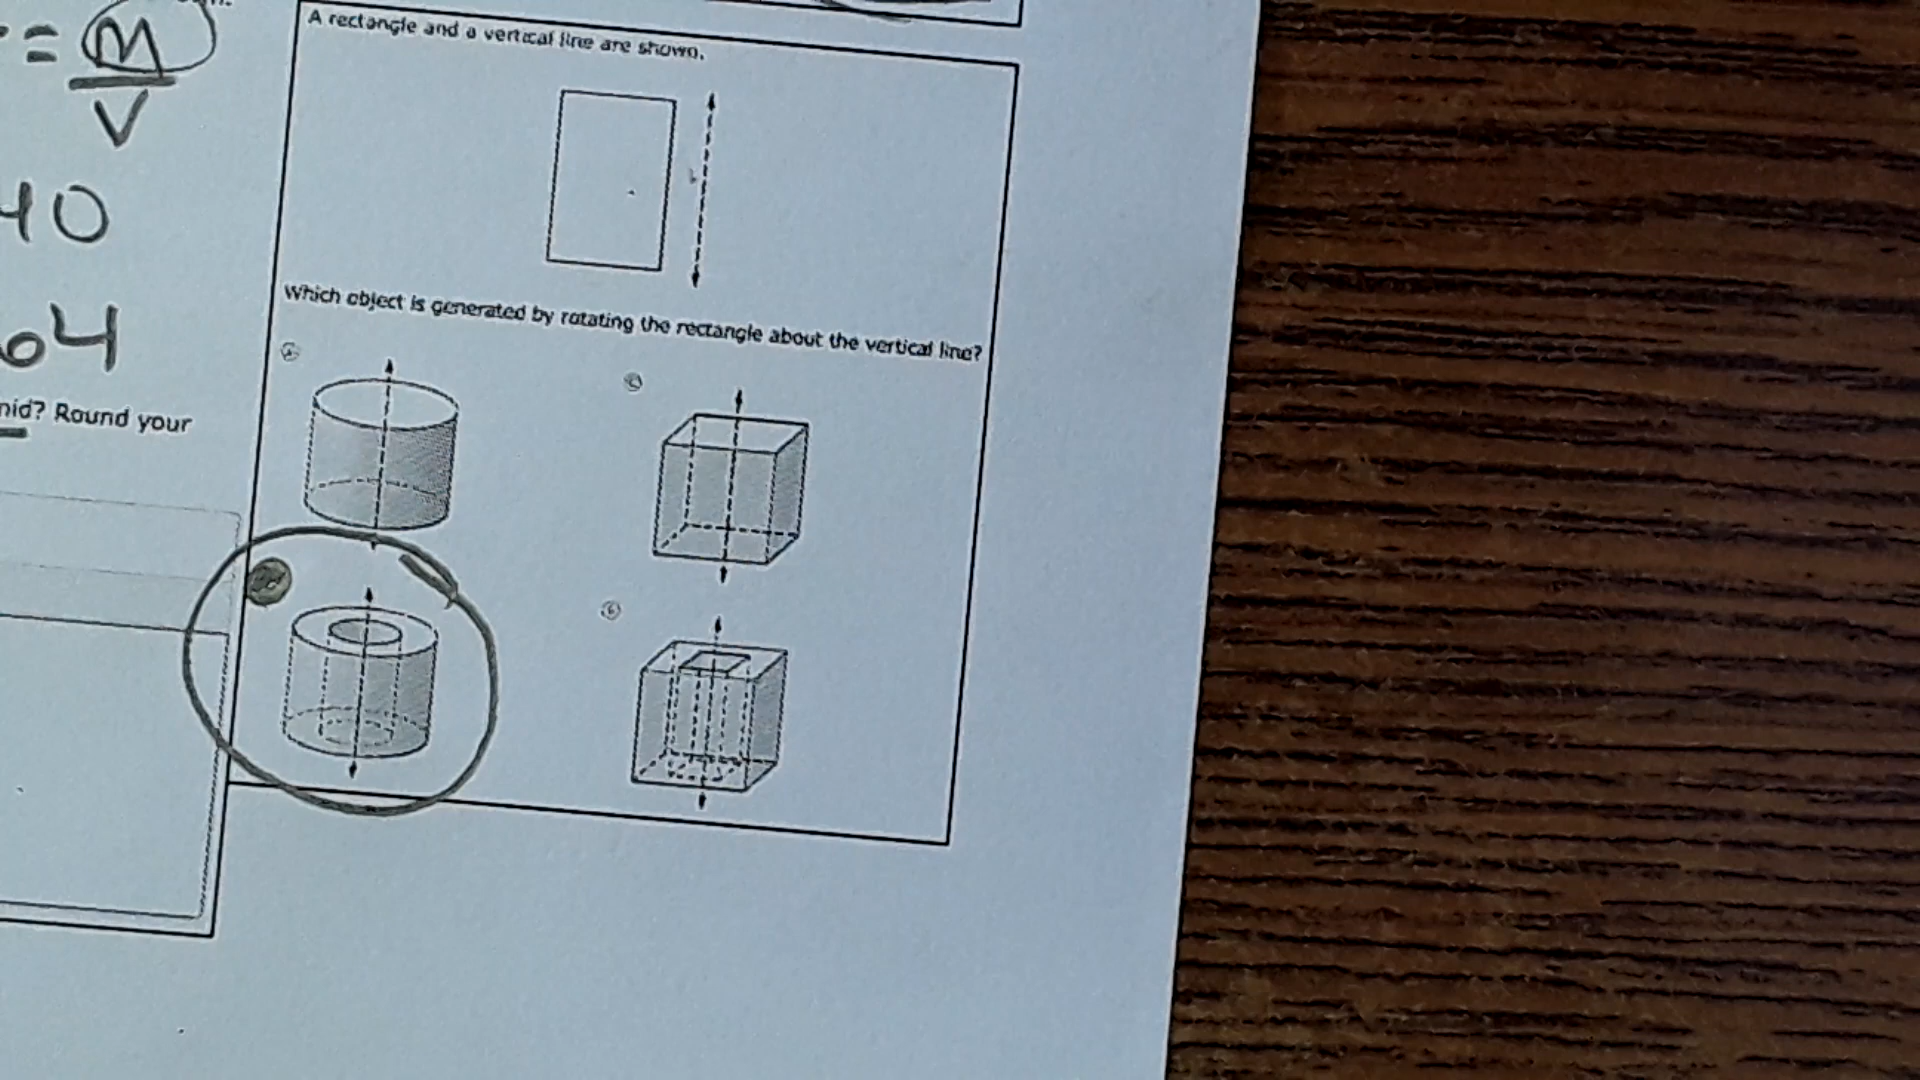 = M
V
40
64
? Round your
A rectangle and a vertical line are shown.
Which object is generated by rotating the rectangle about the vertical line?